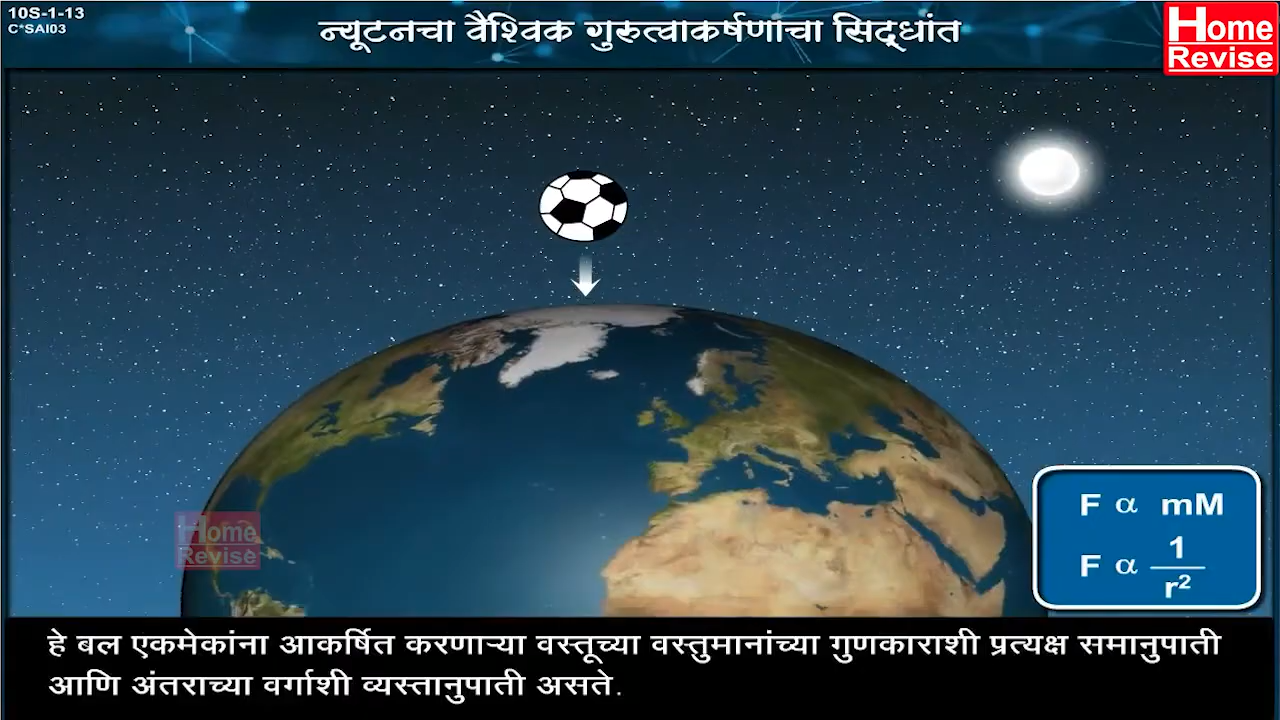 10S-1-13
C*SAI03
न्यूटनचा वैश्विक गुरुत्वाकर्षणाचा सिद्धांत
Home
Revise
Home
Revise
F α mM
F α 1
r²
हे बल एकमेकांना आकर्षित करणाऱ्या वस्तूच्या वस्तुमानांच्या गुणकाराशी प्रत्यक्ष समानुपाती
आणि अंतराच्या वर्गाशी व्यस्तानुपाती असते.